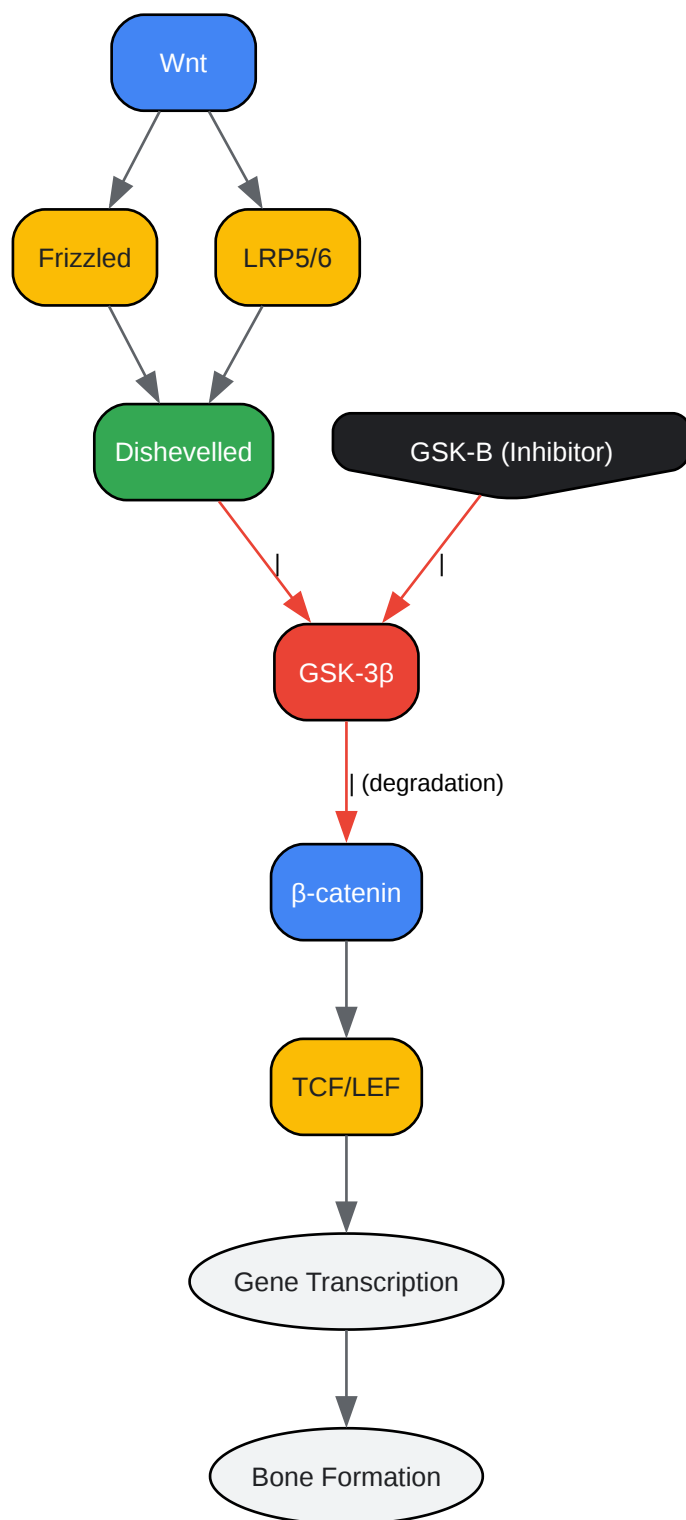 Wnt
Frizzled
LRP5/6
Dishevelled
GSK-B (Inhibitor)
|
|
GSK-3β
| (degradation)
β-catenin
TCF/LEF
Gene Transcription
Bone Formation